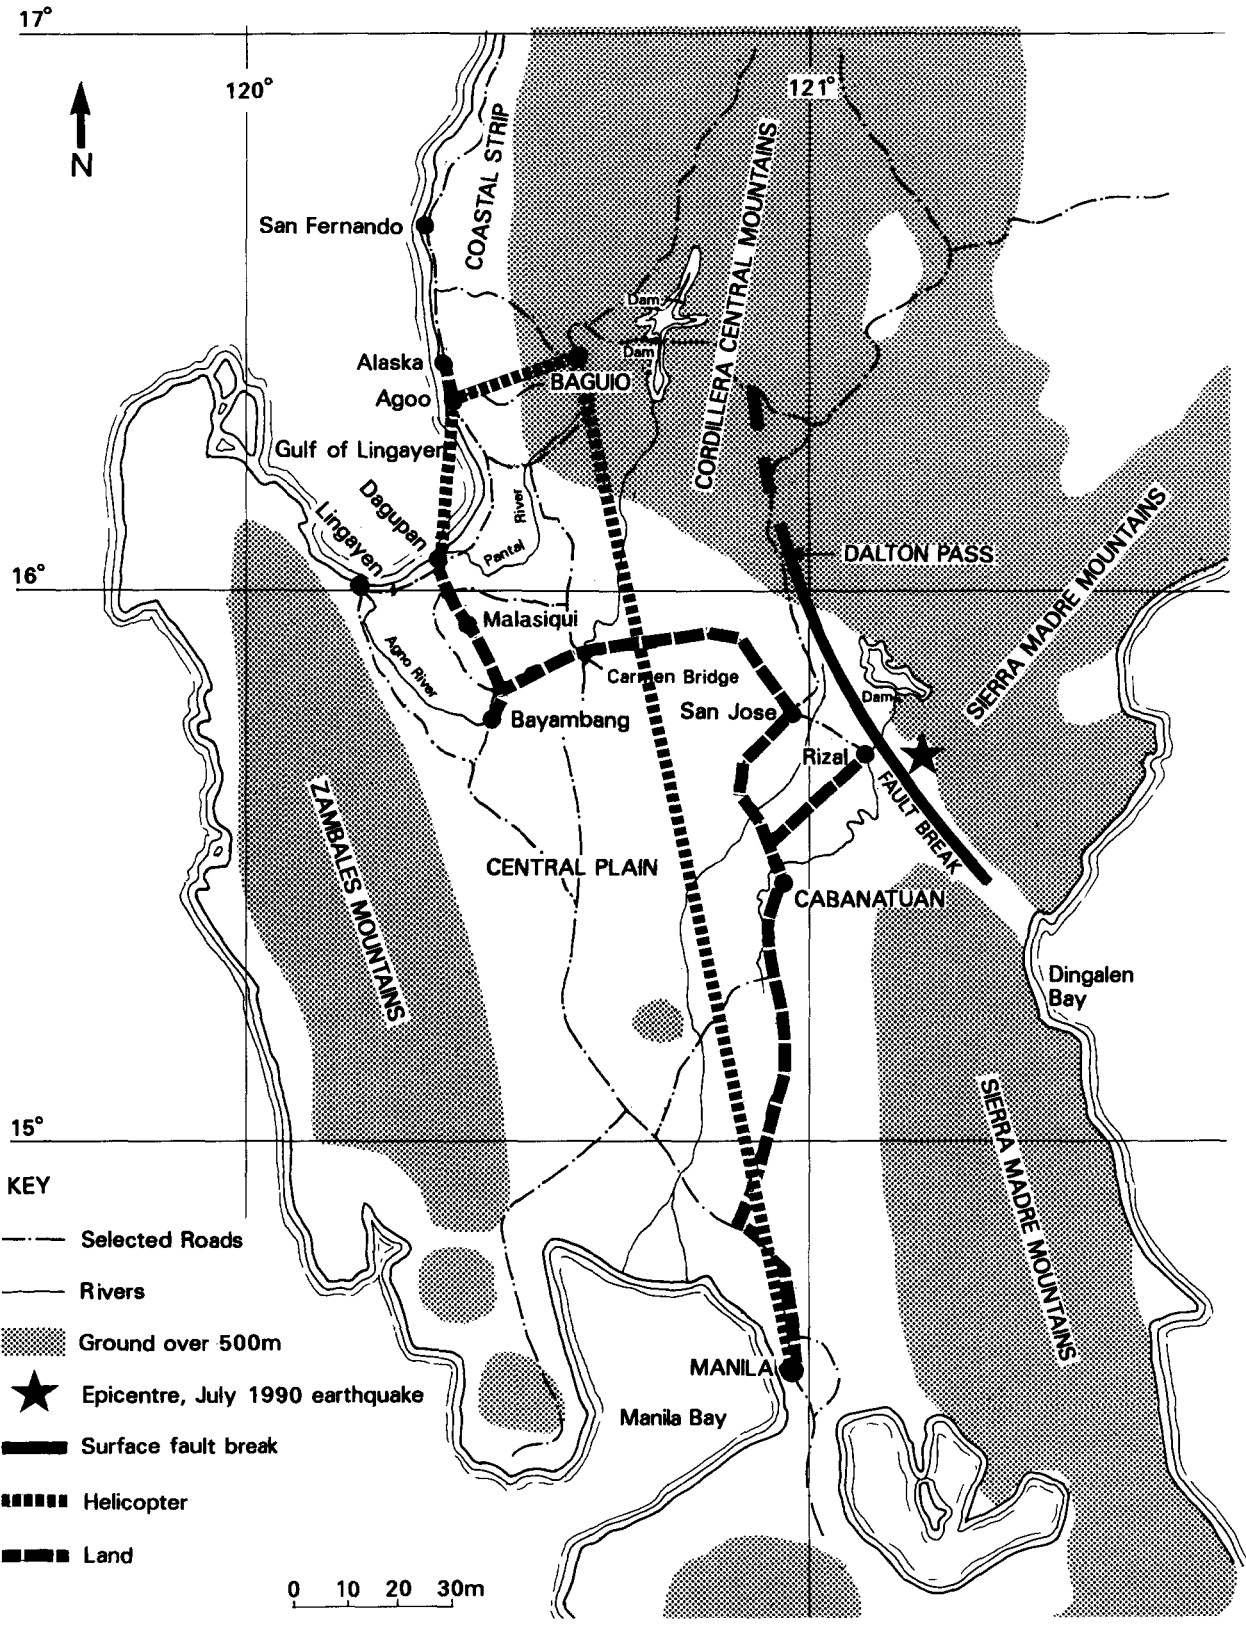 17°
120°
121°
N
COASTAL STRIP
CORDILLERA CENTRAL MOUNTAINS
San Fernando
Dam
Dam
Alaska
BAGUIO
Agoo
Gulf of Lingayen
Dagupan
Lingayen
River
Pantal
DALTON PASS
SIERRA MADRE MOUNTAINS
16°
Malasiqui
Agno River
Carmen Bridge
Dam
San Jose
Bayambang
Rizal
FAULT BREAK
ZAMBALES MOUNTAINS
CENTRAL PLAIN
CABANATUAN
Dingalen
Bay
SIERRA MADRE MOUNTAINS
15°
KEY
Selected Roads
Rivers
Ground over 500m
Epicentre, July 1990 earthquake
Surface fault break
Helicopter
Land
MANILA
Manila Bay
0 10 20 30m